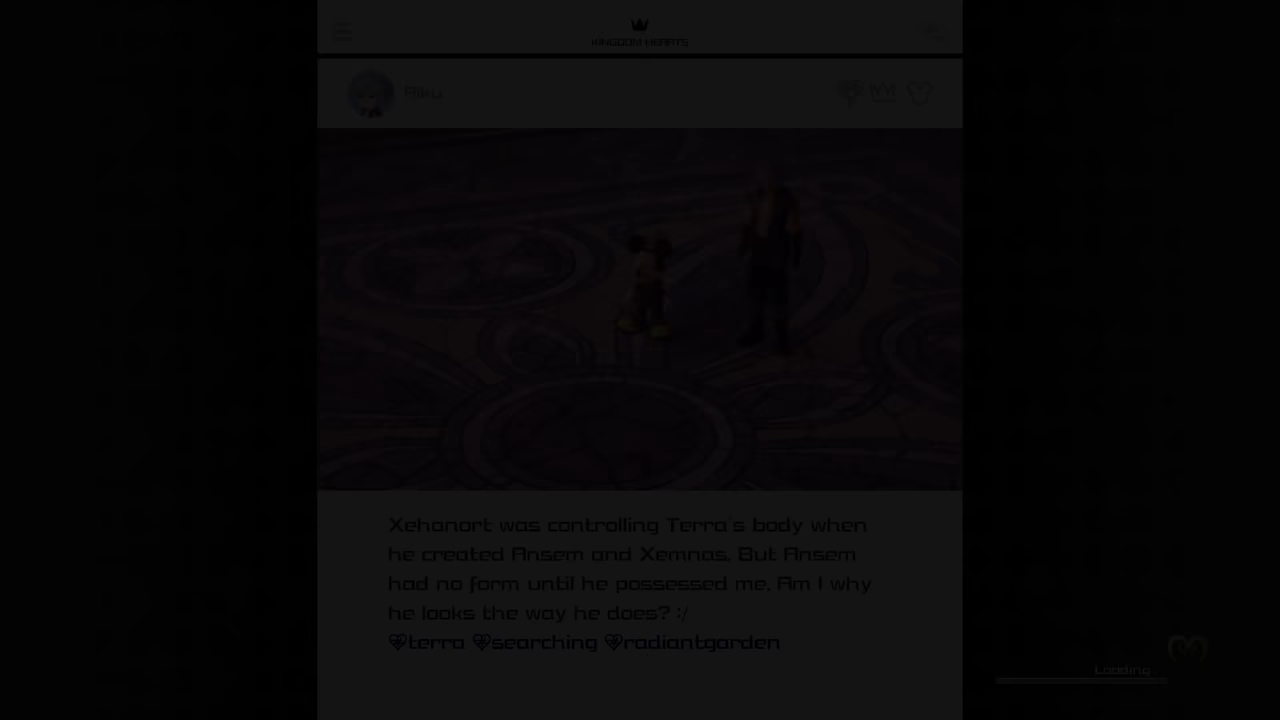 KINGDOM HEARTS
Riku
Xehanort was controlling Terra's body when
he created Ansem and Xemnas. But Ansem
had no form until he possessed me. Am I why
he looks the way he does? :/
terra searching radiantgarden
Loading